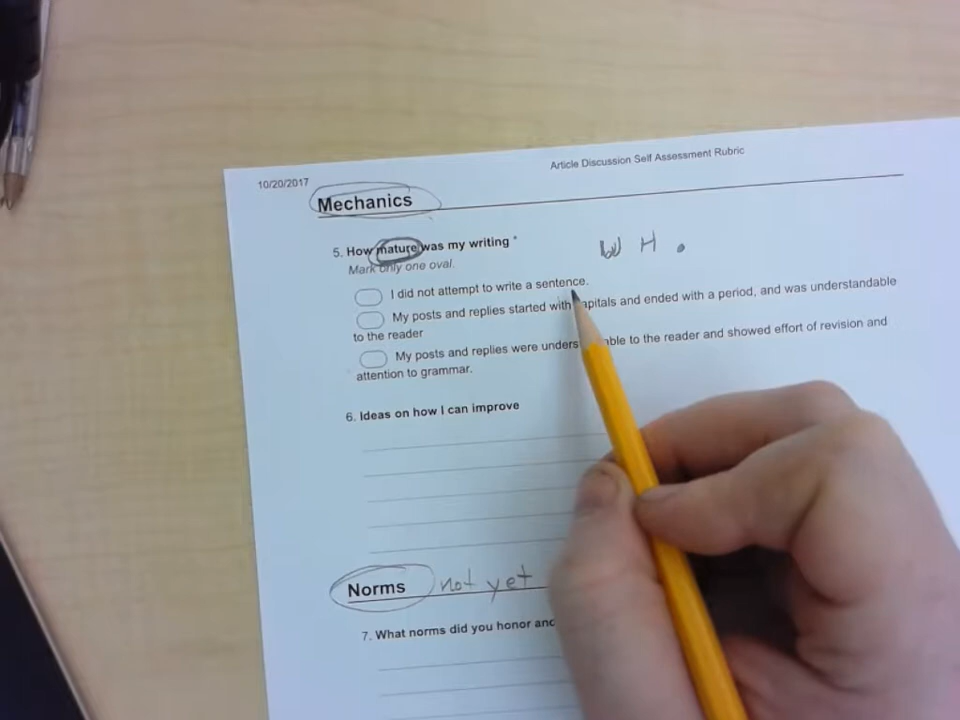 Article Discussion Self Assessment Rubric
10/20/2017
Mechanics
5. How mature was my writing *
W H .
Mark only one oval.
I did not attempt to write a sentence.
My posts and replies started with capitals and ended with a period, and was understandable
to the reader
My posts and replies were understandable to the reader and showed effort of revision and
attention to grammar.
6. Ideas on how I can improve
Norms not yet
7. What norms did you honor and